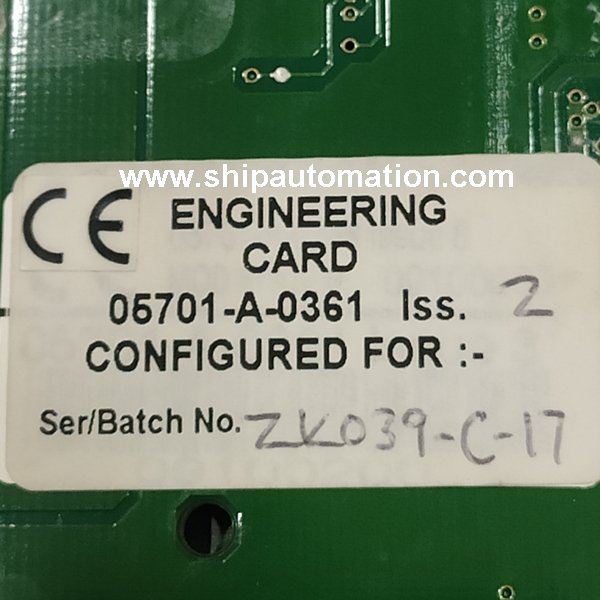 www.shipautomation.com
CE ENGINEERING
CARD
05701-A-0361 Iss. 2
CONFIGURED FOR :-
Ser/Batch No. ZK039-C-17